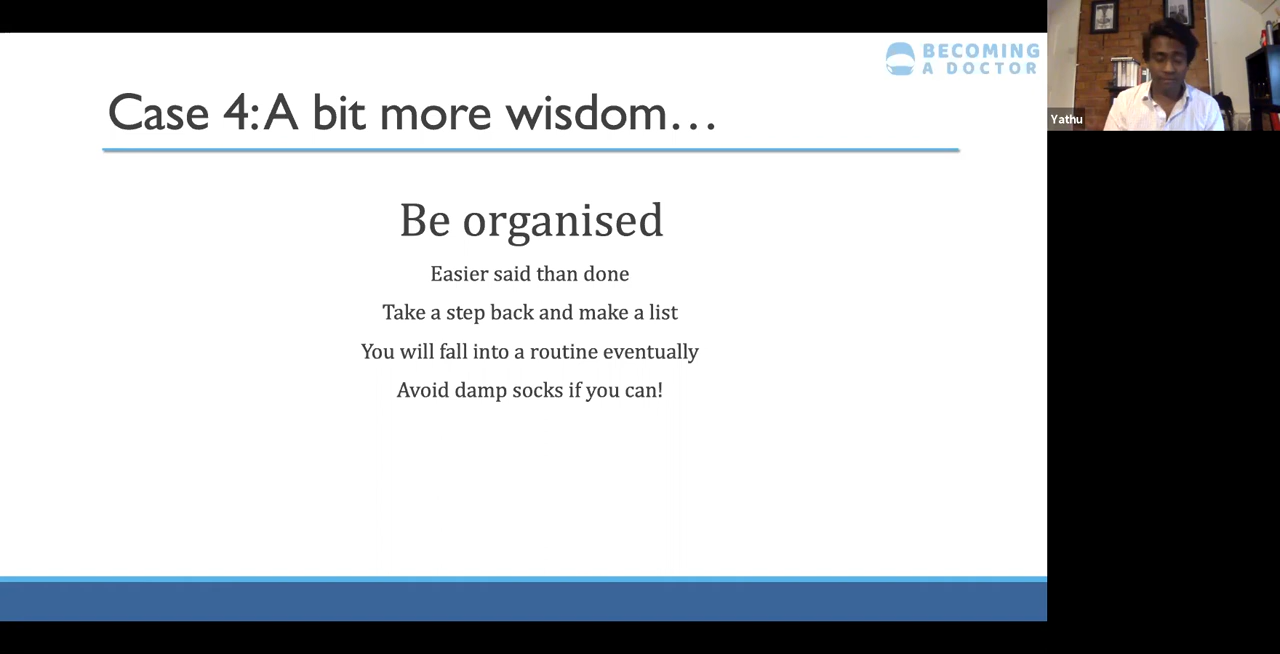 BECOMING
A DOCTOR
Case 4: A bit more wisdom…
Yathu
Be organised
Easier said than done
Take a step back and make a list
You will fall into a routine eventually
Avoid damp socks if you can!